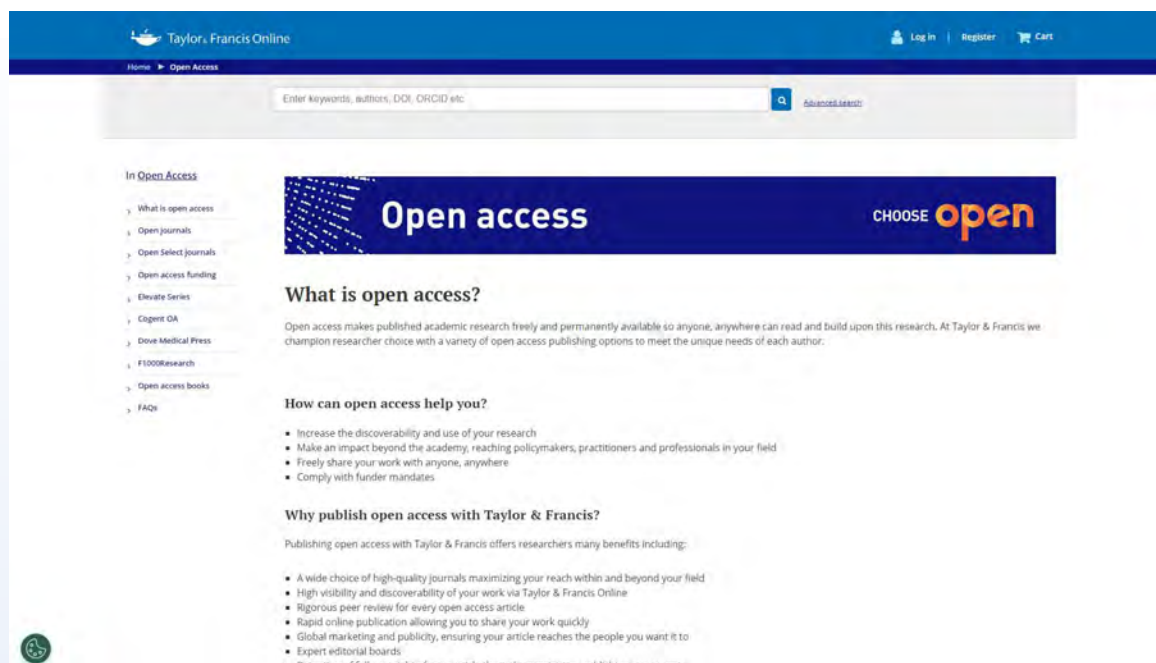 Taylor & Francis Online
Log in | Register Cart
Home ► Open Access
Enter keywords, authors, DOI, ORCID etc
Advanced search
In Open Access
What is open access
Open journals
Open Select journals
Open access funding
Elevate Series
Cogent OA
Dove Medical Press
F1000Research
Open access books
FAQs
Open access
CHOOSE open
What is open access?
Open access makes published academic research freely and permanently available so anyone, anywhere can read and build upon this research. At Taylor & Francis we
champion researcher choice with a variety of open access publishing options to meet the unique needs of each author.
How can open access help you?
▪ Increase the discoverability and use of your research
▪ Make an impact beyond the academy, reaching policymakers, practitioners and professionals in your field
▪ Freely share your work with anyone, anywhere
▪ Comply with funder mandates
Why publish open access with Taylor & Francis?
Publishing open access with Taylor & Francis offers researchers many benefits including:
▪ A wide choice of high-quality journals maximizing your reach within and beyond your field
▪ High visibility and discoverability of your work via Taylor & Francis Online
▪ Rigorous peer review for every open access article
▪ Rapid online publication allowing you to share your work quickly
▪ Global marketing and publicity, ensuring your article reaches the people you want it to
▪ Expert editorial boards